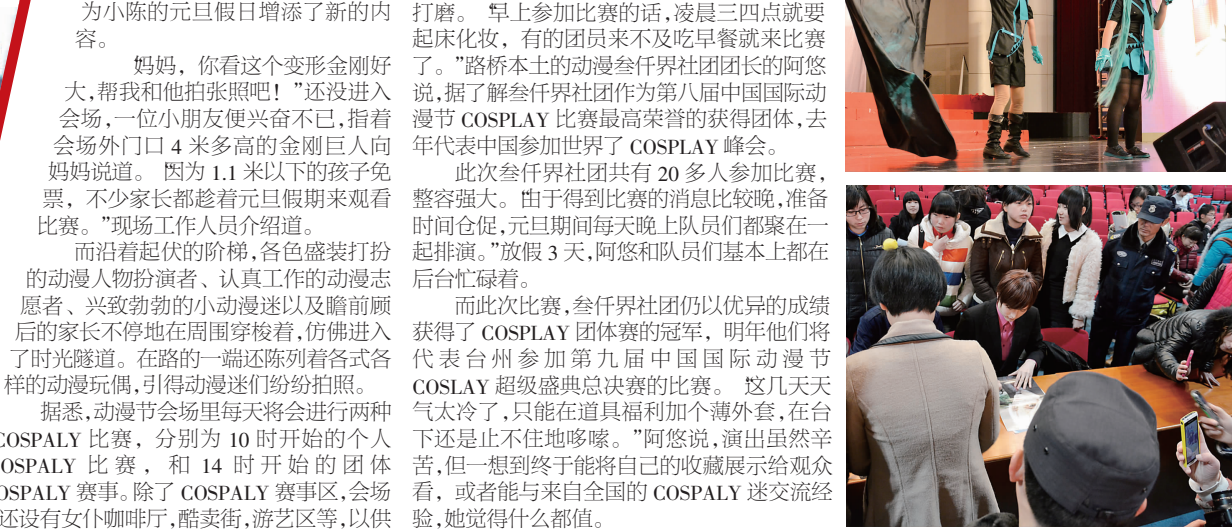 为小陈的元旦假日增添了新的内
容。
“妈妈，你看这个变形金刚好
大，帮我和他拍张照吧！”还没进入
会场，一位小朋友便兴奋不已，指着
会场外门口 4 米多高的金刚巨人向
妈妈说道。“因为 1.1 米以下的孩子免
票，不少家长都趁着元旦假期来观看
比赛。”现场工作人员介绍道。
而沿着起伏的阶梯，各色盛装打扮
的动漫人物扮演者、认真工作的动漫志
愿者、兴致勃勃的小动漫迷以及瞻前顾
后的家长不停地在周围穿梭着，仿佛进入
了时光隧道。在路的一端还陈列着各式各
样的动漫玩偶，引得动漫迷们纷纷拍照。
据悉，动漫节会场里每天将会进行两种
COSPALY 比赛，分别为 10 时开始的个人
OSPALY 比赛，和 14 时开始的团体
OSPALY 赛事。除了 COSPALY 赛事区，会场
还设有女仆咖啡厅，酷卖街，游艺区等，以供
打磨。“早上参加比赛的话，凌晨三四点就要
起床化妆，有的团员来不及吃早餐就来比赛
了。”路桥本土的动漫叁仟界社团团长的阿悠
说，据了解叁仟界社团作为第八届中国国际动
漫节 COSPLAY 比赛最高荣誉的获得团体，去
年代表中国参加世界了 COSPLAY 峰会。
此次叁仟界社团共有 20 多人参加比赛，
整容强大。“由于得到比赛的消息比较晚，准备
时间仓促，元旦期间每天晚上队员们都聚在一
起排演。”放假 3 天，阿悠和队员们基本上都在
后台忙碌着。
而此次比赛，叁仟界社团仍以优异的成绩
获得了 COSPLAY 团体赛的冠军，明年他们将
代表台州参加第九届中国国际动漫节
COSLAY 超级盛典总决赛的比赛。“这几天天
气太冷了，只能在道具福利加个薄外套，在台
下还是止不住地哆嗦。”阿悠说，演出虽然辛
苦，但一想到终于能将自己的收藏展示给观众
看，或者能与来自全国的 COSPALY 迷交流经
验，她觉得什么都值。